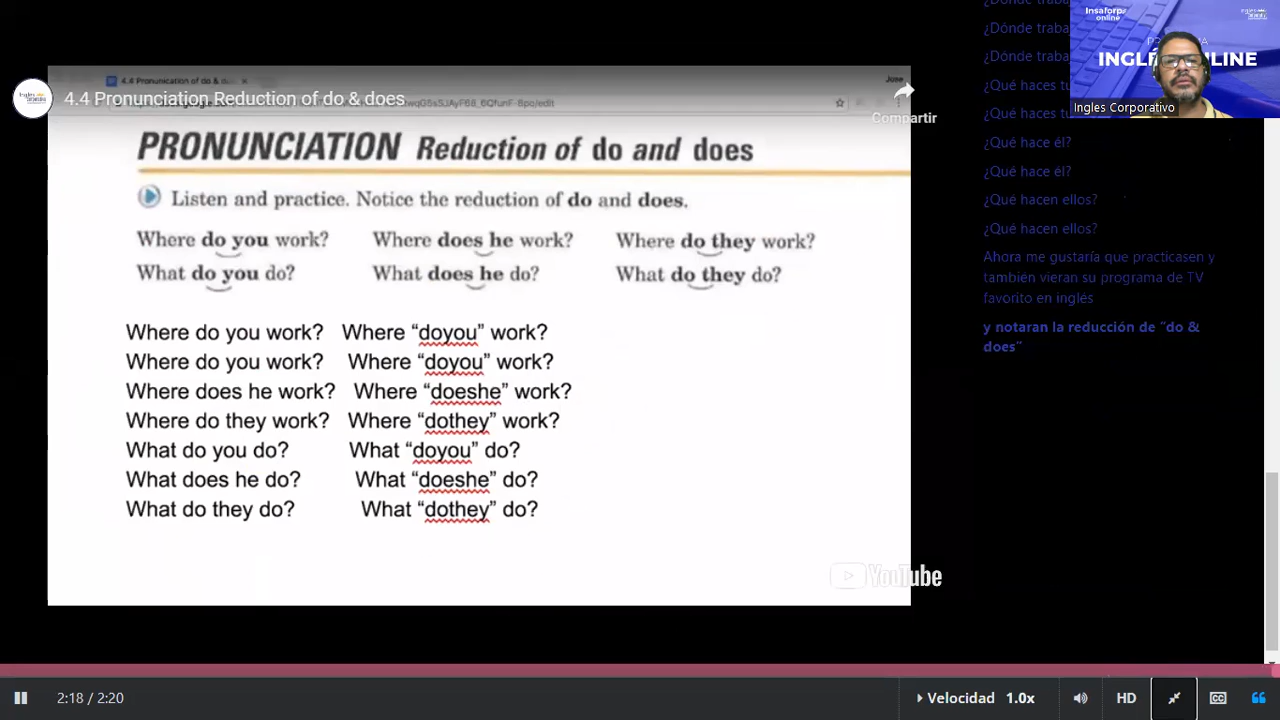 4.4 Pronunciation Reduction of do & does
Compartir
PRONUNCIATION Reduction of do and does
Listen and practice. Notice the reduction of do and does.
Where do you work? Where does he work? Where do they work?
What do you do? What does he do? What do they do?
Where do you work? Where “doyou” work?
Where do you work? Where “doyou” work?
Where does he work? Where “doeshe” work?
Where do they work? Where “dothey” work?
What do you do? What “doyou” do?
What does he do? What “doeshe” do?
What do they do? What “dothey” do?
YouTube
¿Dónde
¿Dónde
¿Qué haces
¿Qué haces
¿Qué hace él?
¿Qué hace él?
¿Qué hacen ellos?
¿Qué hacen ellos?
Ahora me gustaría que practicasen y
también vieran su programa de TV
favorito en inglés
y notaran la reducción de “do &
does”
Insaforp
online
Ingles Corporativo
2:18 / 2:20
Velocidad 1.0x
HD
CC